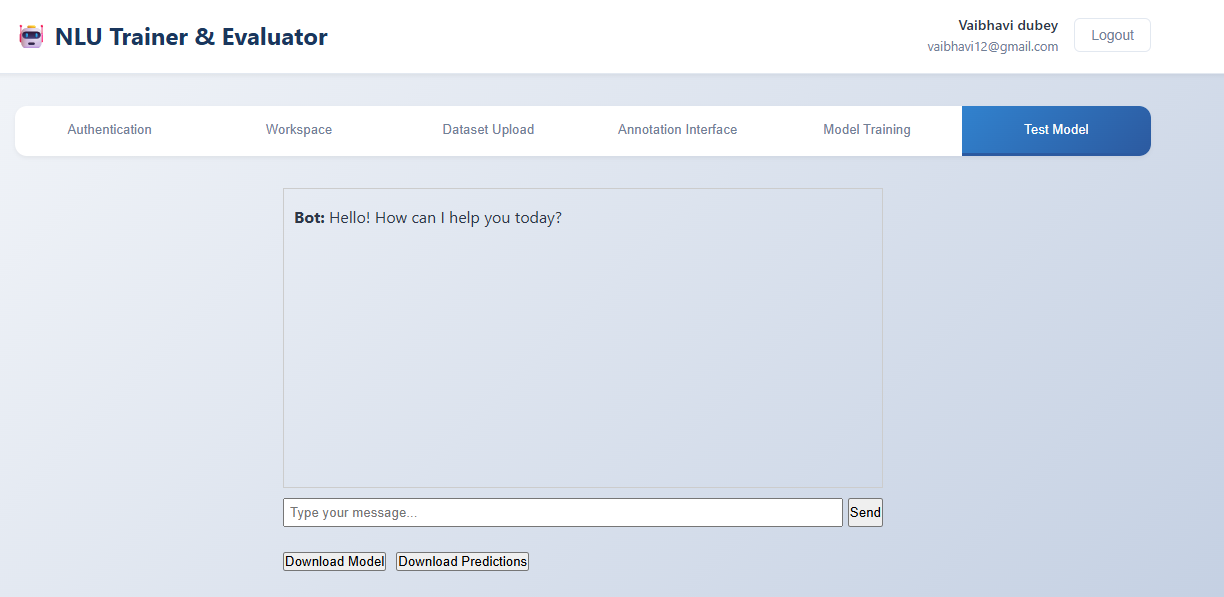 NLU Trainer & Evaluator
Vaibhavi dubey
vaibhavi12@gmail.com
Logout
Authentication
Workspace
Dataset Upload
Annotation Interface
Model Training
Test Model
Bot: Hello! How can I help you today?
Type your message...
Send
Download Model
Download Predictions